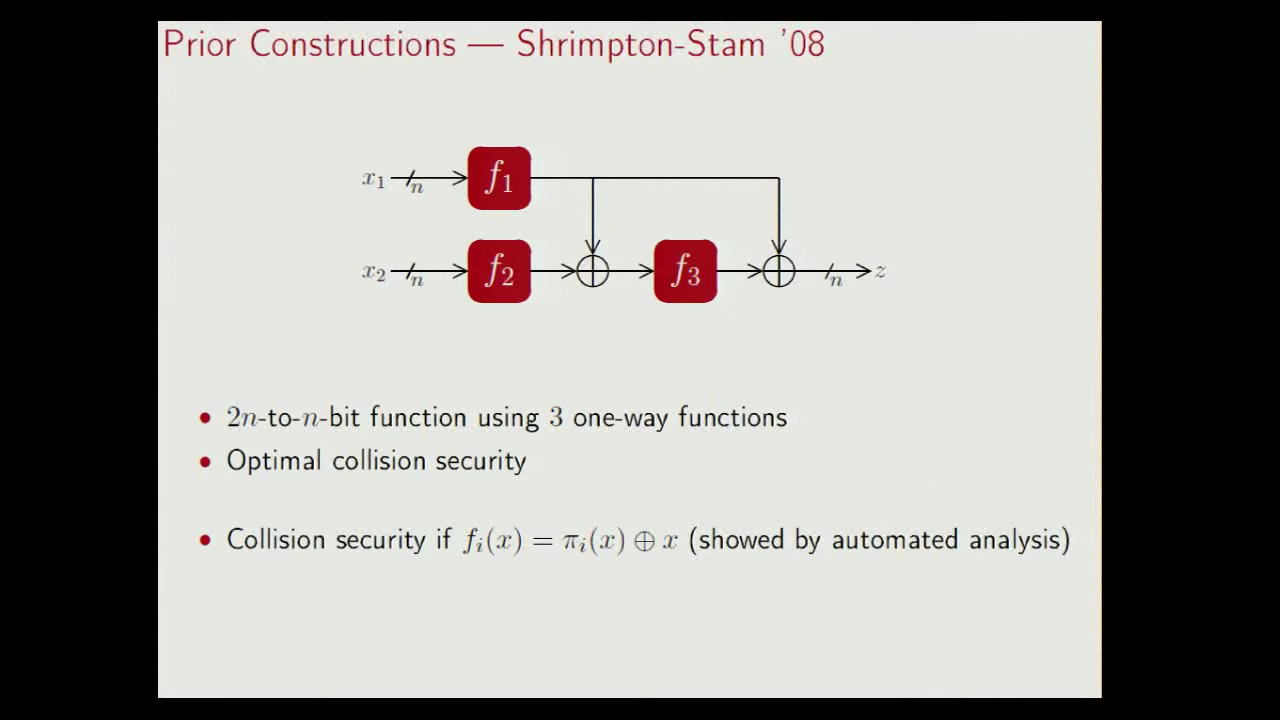 Prior Constructions — Shrimpton-Stam '08
x₁ n f₁
x₂ n f₂ f₃ n z
• 2n-to-n-bit function using 3 one-way functions
• Optimal collision security
• Collision security if fᵢ(x) = πᵢ(x) ⊕ x (showed by automated analysis)